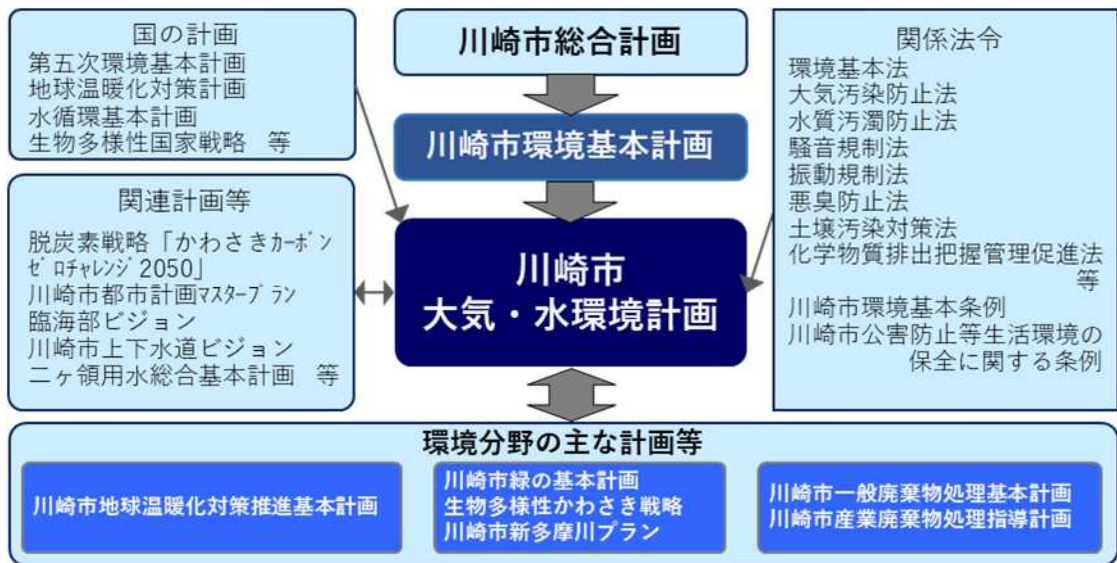 国の計画
第五次環境基本計画
地球温暖化対策計画
水循環基本計画
生物多様性国家戦略　等
関連計画等
脱炭素戦略「かわさきｶｰﾎﾞﾝ
ｾﾞﾛﾁｬﾚﾝｼﾞ2050」
川崎市都市計画ﾏｽﾀｰﾌﾟﾗﾝ
臨海部ビジョン
川崎市上下水道ビジョン
二ヶ領用水総合基本計画　等
川崎市総合計画
川崎市環境基本計画
川崎市
大気・水環境計画
関係法令
環境基本法
大気汚染防止法
水質汚濁防止法
騒音規制法
振動規制法
悪臭防止法
土壌汚染対策法
化学物質排出把握管理促進法
等
川崎市環境基本条例
川崎市公害防止等生活環境の
保全に関する条例
環境分野の主な計画等
川崎市地球温暖化対策推進基本計画
川崎市緑の基本計画
生物多様性かわさき戦略
川崎市新多摩川プラン
川崎市一般廃棄物処理基本計画
川崎市産業廃棄物処理指導計画